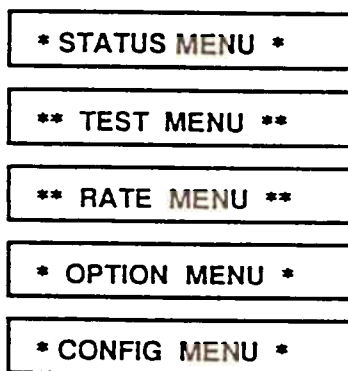 * STATUS MENU *
** TEST MENU **
** RATE MENU **
* OPTION MENU *
* CONFIG MENU *